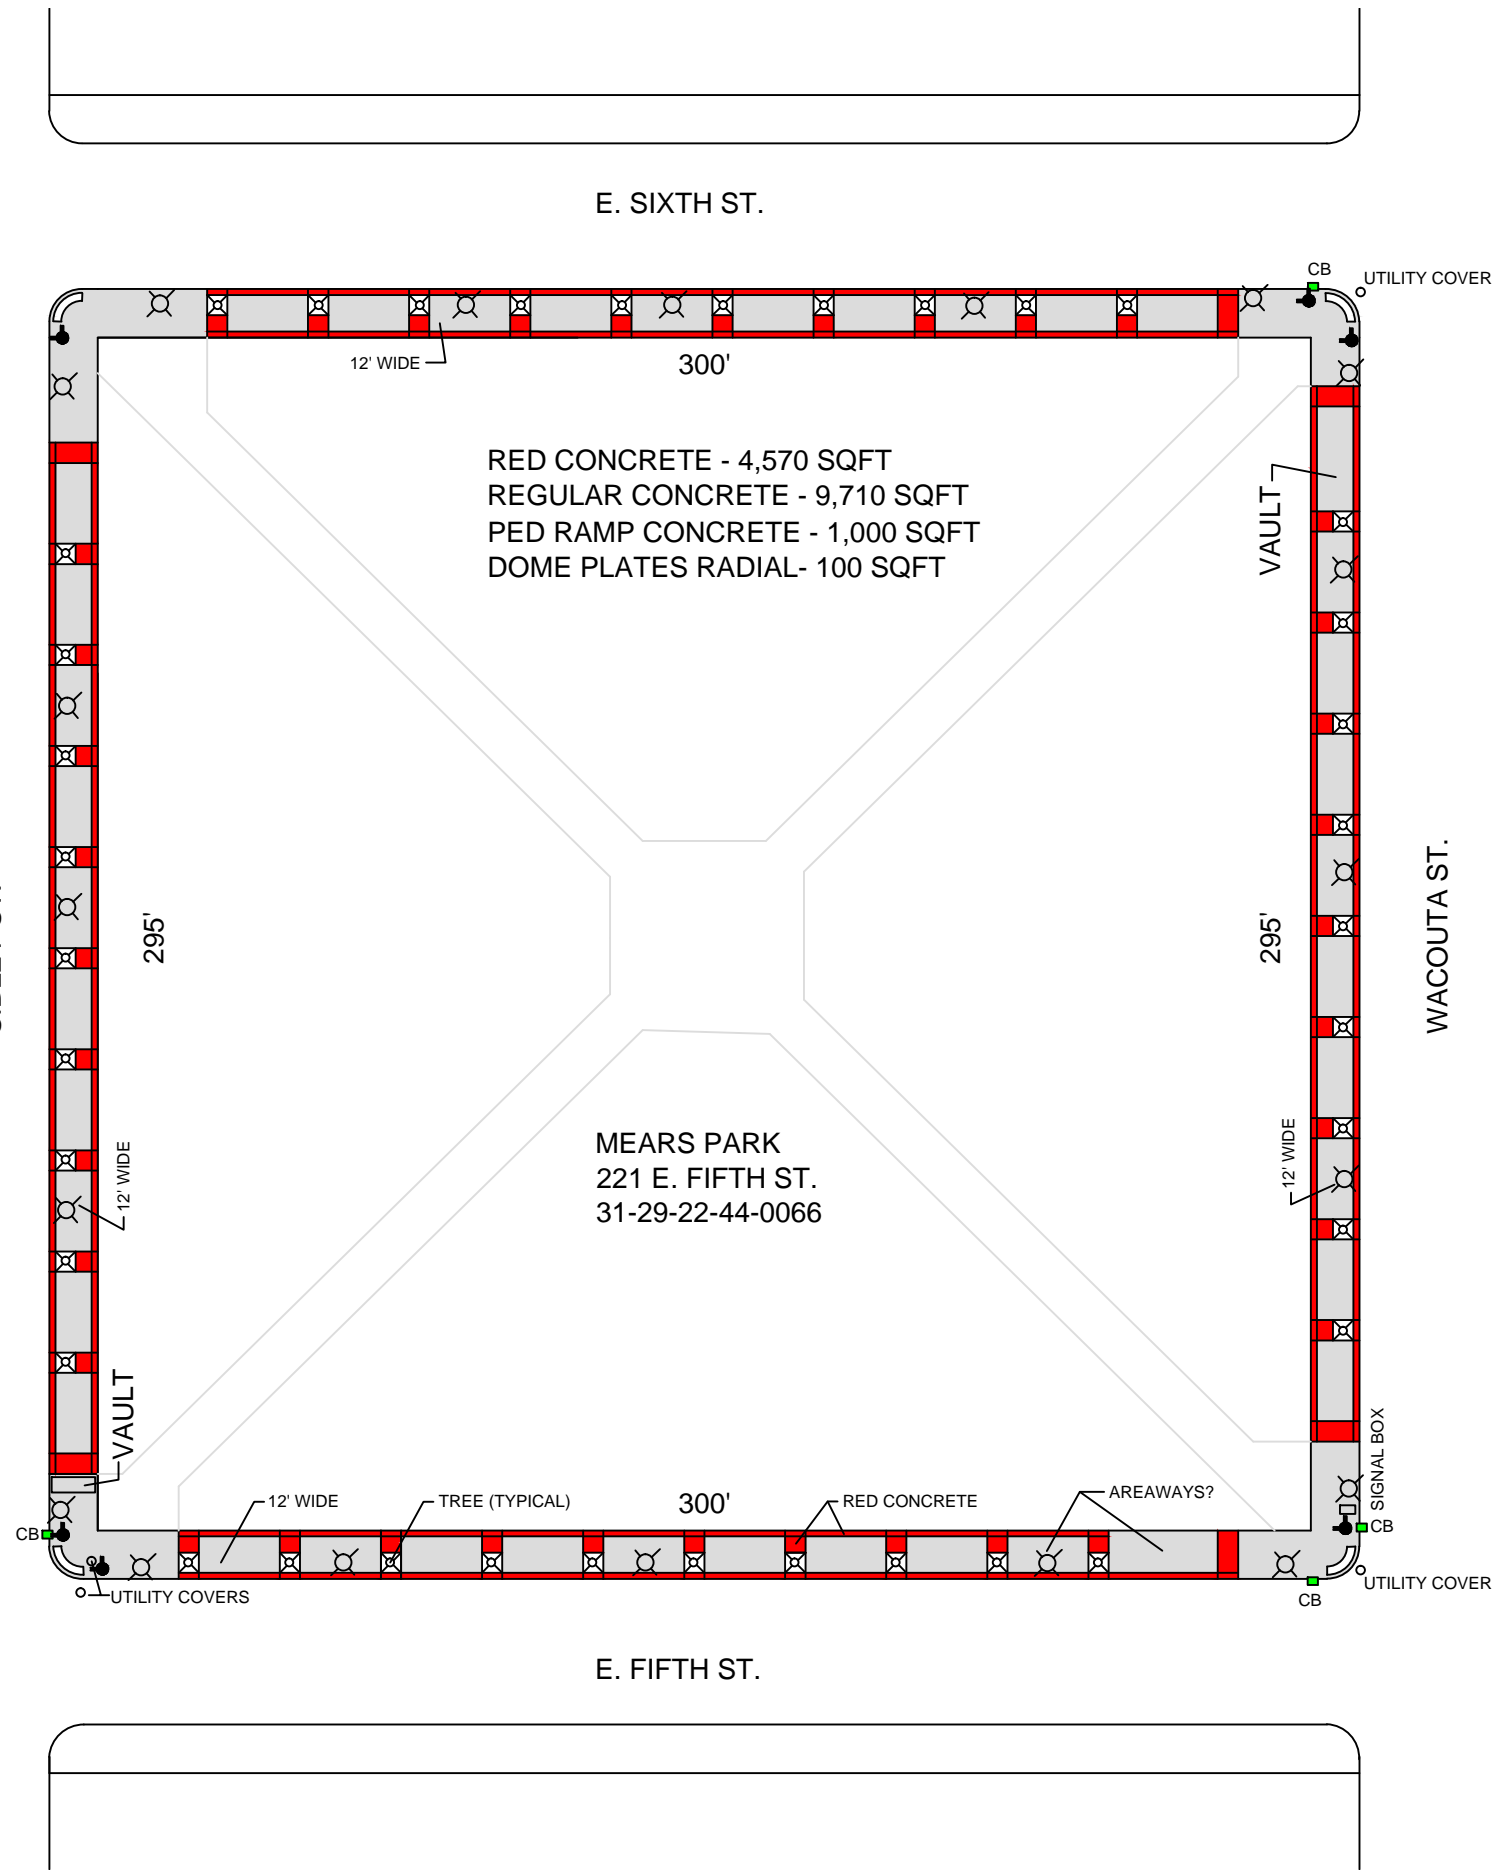 E. SIXTH ST.
CB
UTILITY COVER
12' WIDE
300'
RED CONCRETE - 4,570 SQFT
REGULAR CONCRETE - 9,710 SQFT
PED RAMP CONCRETE - 1,000 SQFT
DOME PLATES RADIAL- 100 SQFT
VAULT
295'
295'
WACOUTA ST.
MEARS PARK
221 E. FIFTH ST.
31-29-22-44-0066
12' WIDE
12' WIDE
VAULT
SIGNAL BOX
12' WIDE
TREE (TYPICAL)
300'
RED CONCRETE
AREAWAYS?
CB
CB
UTILITY COVERS
CB
UTILITY COVER
E. FIFTH ST.